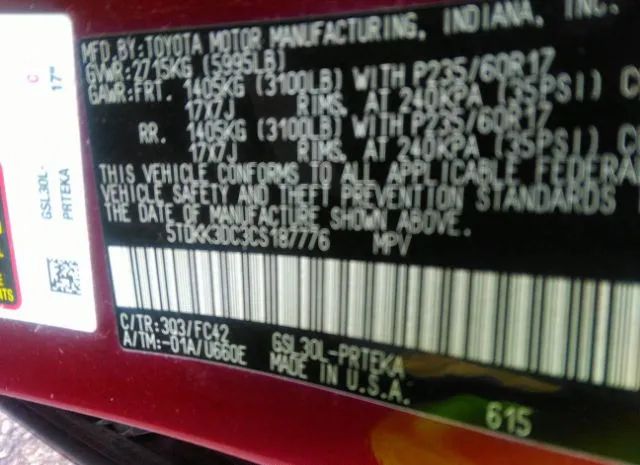 MFD. BY: TOYOTA MOTOR MANUFACTURING, INDIANA, INC.
GVWR: 2715KG (5995LB)
GAWR: FRT. 1405KG (3100LB) WITH P235/60R17
17X7J RIMS, AT 240KPA (35PSI) C
RR. 1405KG (3100LB) WITH P235/60R17
17X7J RIMS, AT 240KPA (35PSI) C
THIS VEHICLE CONFORMS TO ALL APPLICABLE FEDERA
VEHICLE SAFETY AND THEFT PREVENTION STANDARDS
THE DATE OF MANUFACTURE SHOWN ABOVE.
5TDKK3DC3CS187776 MPV
C/TR: 3Q3/FC42 GSL30L-PRTEKA
A/TM: -01A/U660E MADE IN U.S.A.
615
C
17"
GSL30L-
PRTEKA
NTS